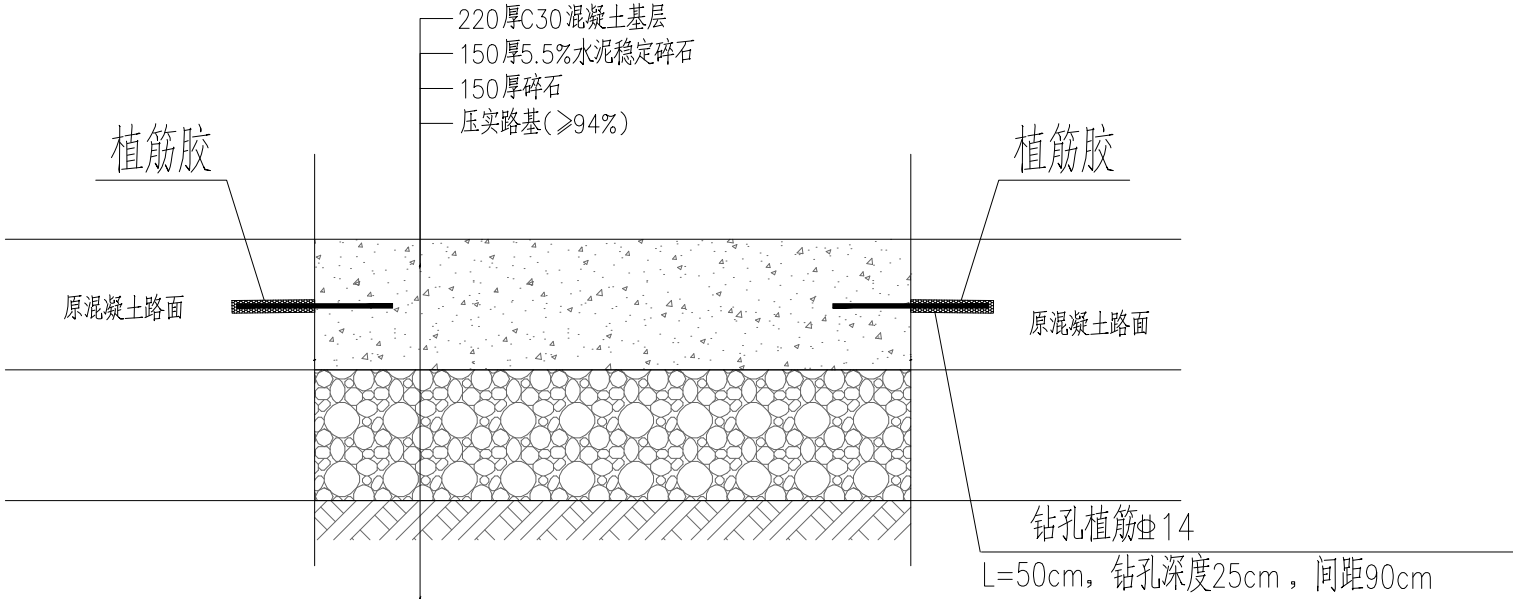 220厚C30混凝土基层
150厚5.5%水泥稳定碎石
150厚碎石
压实路基(≥94%)
植筋胶
植筋胶
原混凝土路面
原混凝土路面
钻孔植筋⌀14
L=50cm，钻孔深度25cm，间距90cm